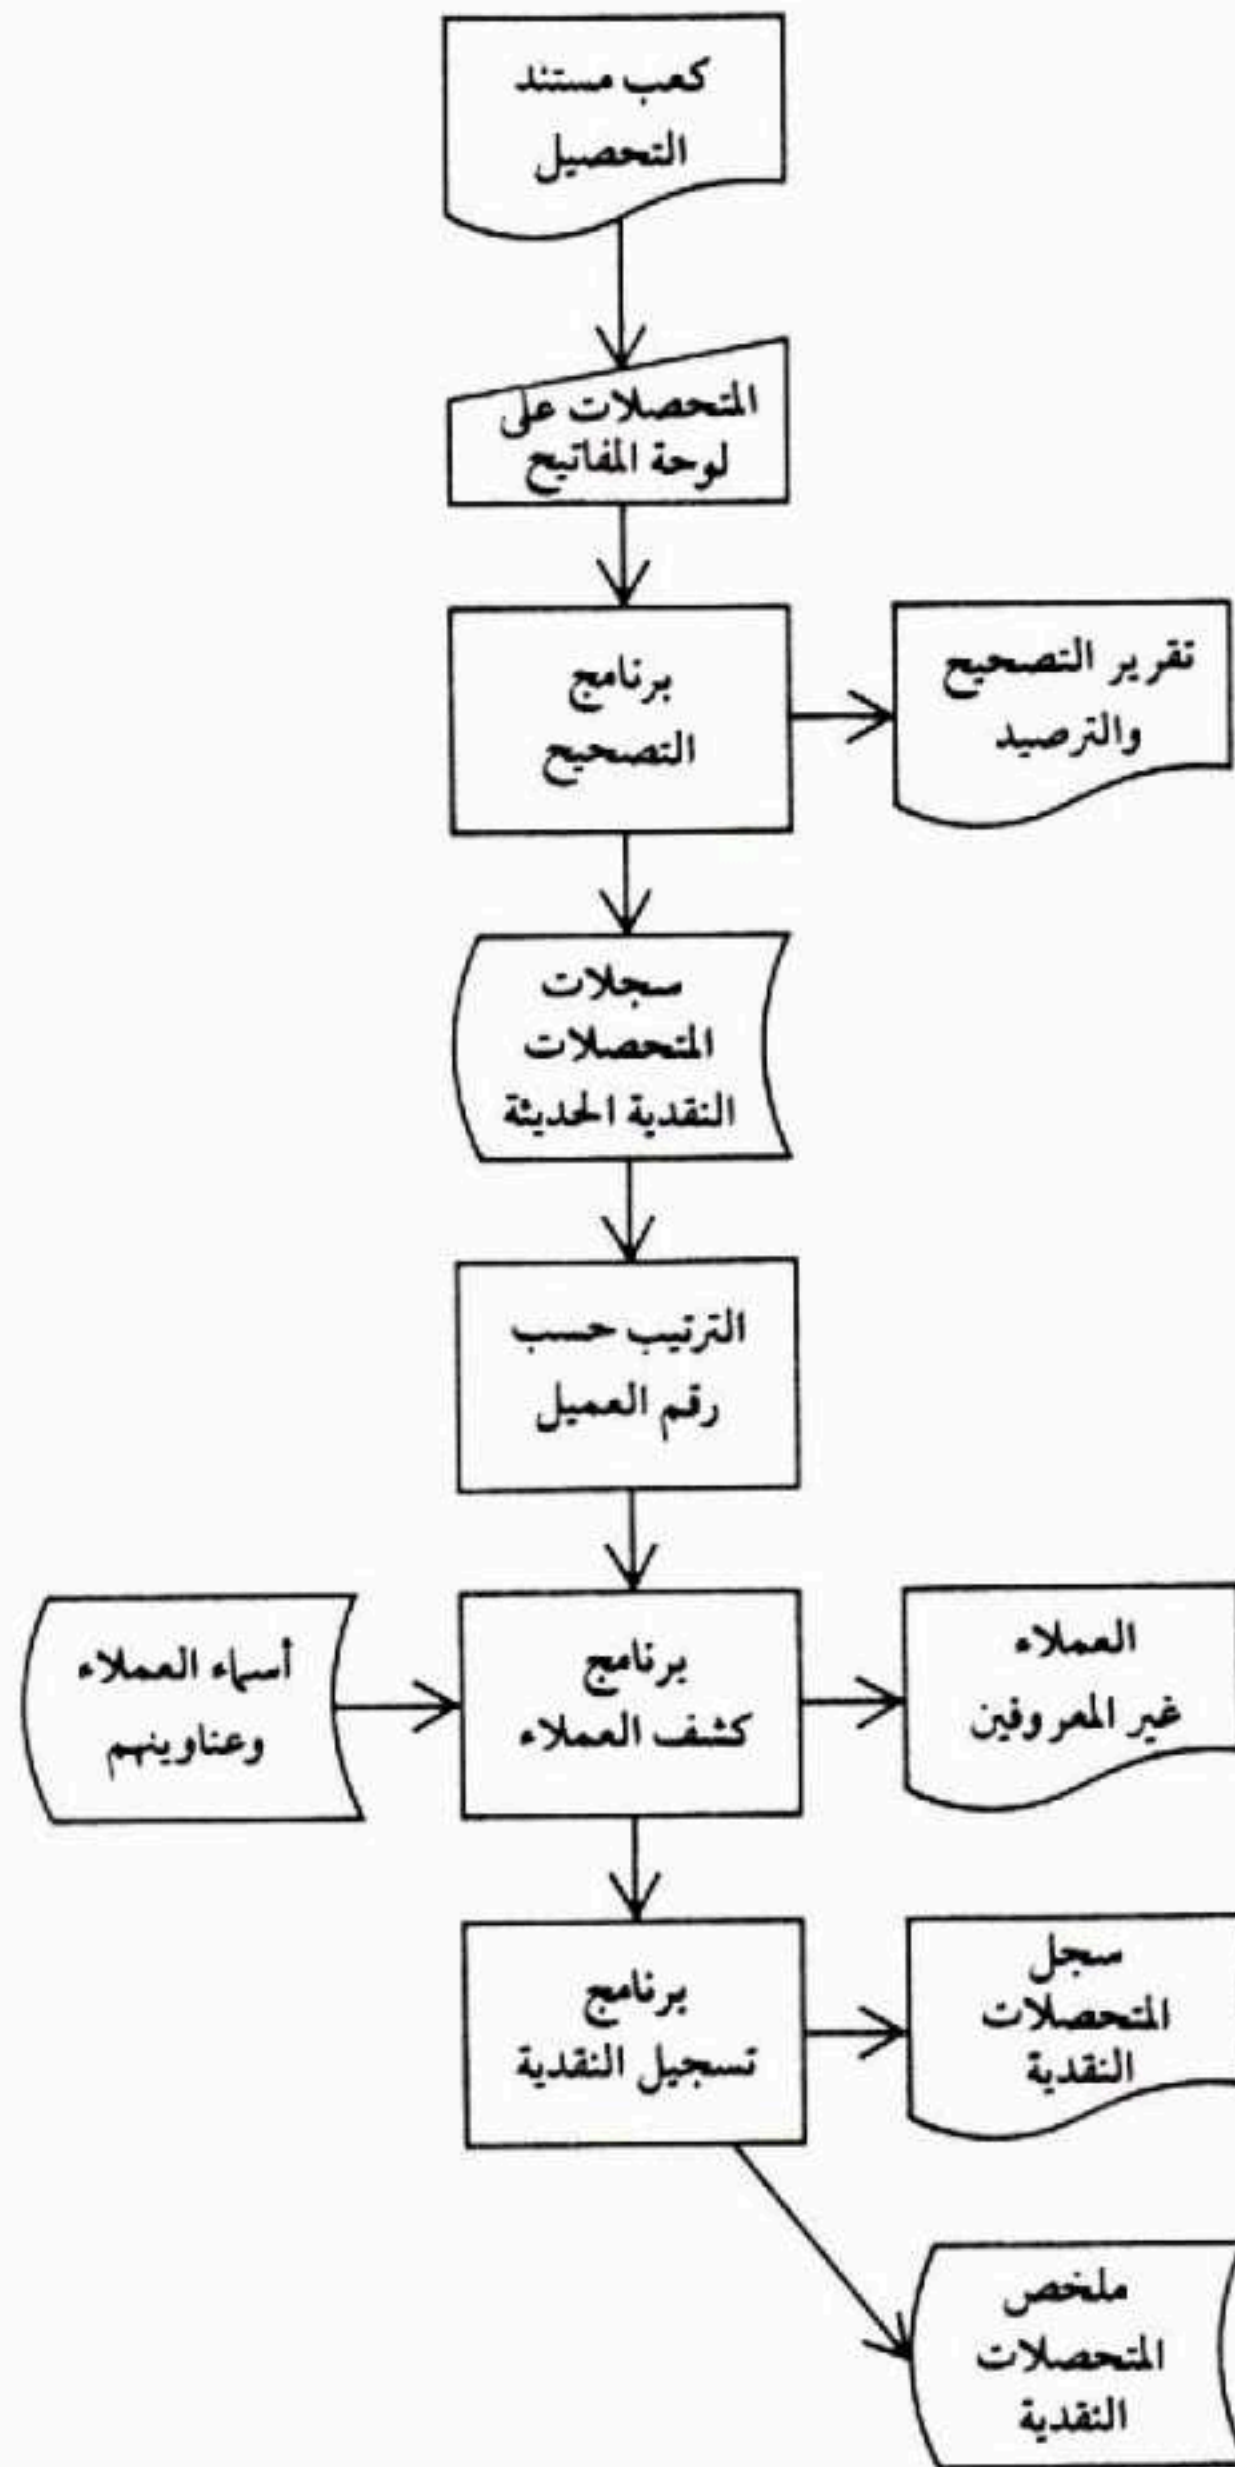 كعب مستند
التحصيل
المتحصلات على
لوحة المفاتيح
برنامج
التصحيح
تقرير التصحيح
والترصيد
سجلات
المتحصلات
النقدية الحديثة
الترتيب حسب
رقم العميل
برنامج
كشف العملاء
أسماء العملاء
وعناوينهم
العملاء
غير المعروفين
برنامج
تسجيل النقدية
سجل
المتحصلات
النقدية
ملخص
المتحصلات
النقدية